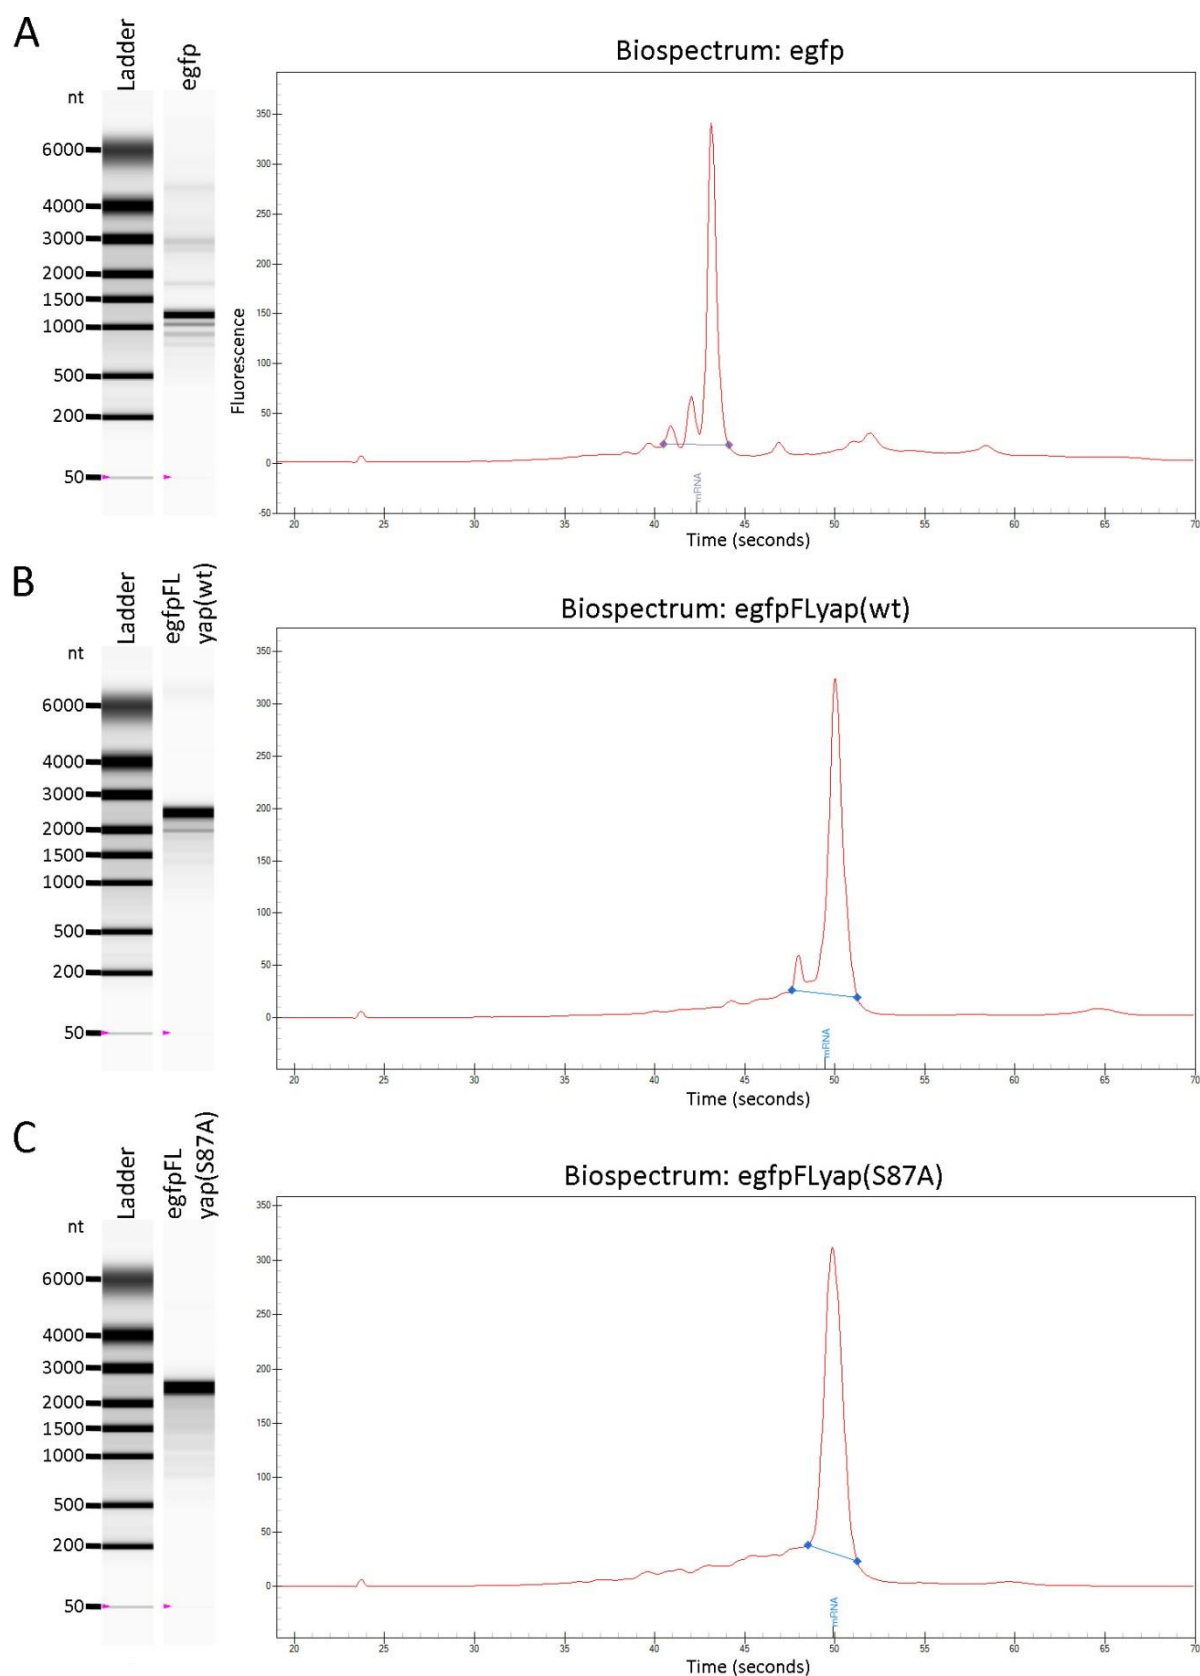 A
Ladder
egfp
nt
6000
4000
3000
2000
1500
1000
500
200
50
Biospectrum: egfp
Fluorescence
350
300
250
200
150
100
50
0
-50
mRNA
20 25 30 35 40 45 50 55 60 65 70
Time (seconds)
B
Ladder
egfpFL
yap(wt)
nt
6000
4000
3000
2000
1500
1000
500
200
50
Biospectrum: egfpFLyap(wt)
350
300
250
200
150
100
50
0
mRNA
20 25 30 35 40 45 50 55 60 65 70
Time (seconds)
C
Ladder
egfpFL
yap(S87A)
nt
6000
4000
3000
2000
1500
1000
500
200
50
Biospectrum: egfpFLyap(S87A)
350
300
250
200
150
100
50
0
mRNA
20 25 30 35 40 45 50 55 60 65 70
Time (seconds)